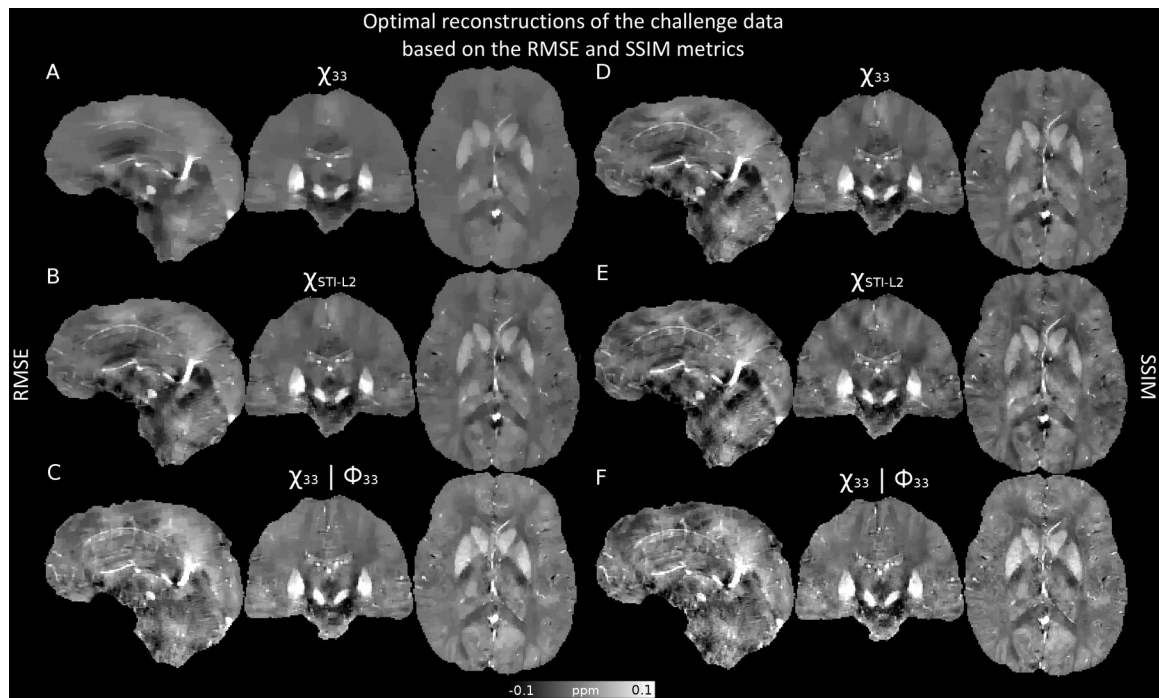 Optimal reconstructions of the challenge data
based on the RMSE and SSIM metrics
A
χ33
D
χ33
B
χSTI-L2
E
χSTI-L2
RMSE
SSIM
C
χ33 | Φ33
F
χ33 | Φ33
-0.1 ppm 0.1